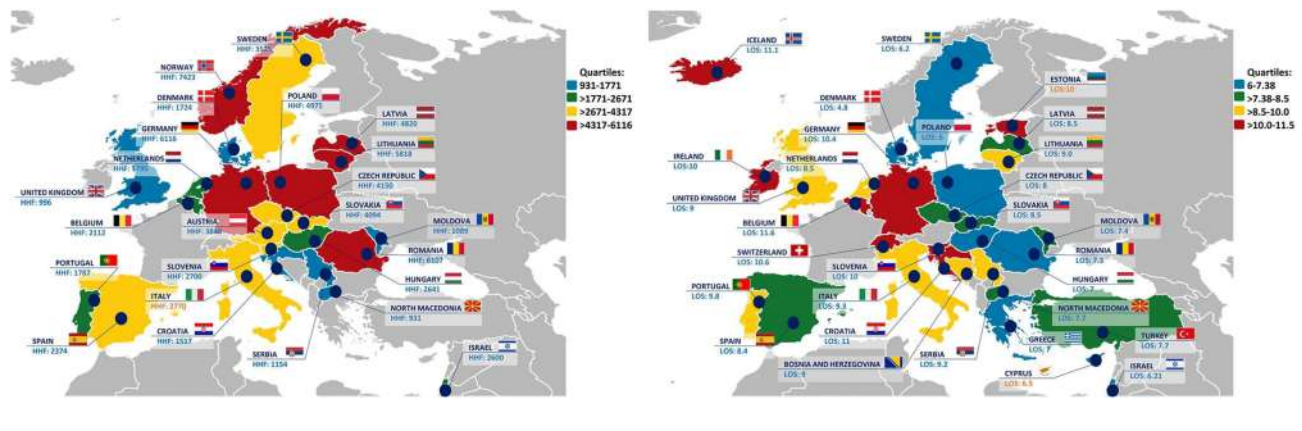 SWEDEN
NORWAY
HHF: 7423
DENMARK
HHF: 1724
POLAND
HHF: 4975
GERMANY
HHF: 6116
LATVIA
HHF: 4820
LITHUANIA
HHF: 5818
NETHERLANDS
CZECH REPUBLIC
HHF: 4150
UNITED KINGDOM
HHF: 996
SLOVAKIA
HHF: 4094
BELGIUM
HHF: 2112
AUSTRIA
MOLDOVA
HHF: 1089
ROMANIA
HHF: 6107
PORTUGAL
HHF: 1787
SLOVENIA
HHF: 2700
HUNGARY
HHF: 2641
ITALY
HHF: 2770
NORTH MACEDONIA
HHF: 931
SPAIN
HHF: 2374
CROATIA
HHF: 1537
SERBIA
HHF: 1154
ISRAEL
HHF: 2600
Quartiles:
931-1771
>1771-2671
>2671-4317
>4317-6116
ICELAND
LOS: 11.1
SWEDEN
LOS: 6.2
ESTONIA
LOS:10
DENMARK
LOS: 4.8
LATVIA
LOS: 8.5
POLAND
GERMANY
LOS: 10.4
LITHUANIA
LOS: 9.0
IRELAND
LOS:10
NETHERLANDS
LOS: 8.5
CZECH REPUBLIC
LOS: 8
UNITED KINGDOM
LOS: 9
SLOVAKIA
LOS: 8.5
BELGIUM
LOS: 11.6
MOLDOVA
LOS: 7.4
SWITZERLAND
LOS: 10.6
ROMANIA
LOS: 7.3
SLOVENIA
LOS: 10
HUNGARY
LOS: 7
PORTUGAL
LOS: 9.8
ITALY
LOS: 9.3
NORTH MACEDONIA
LOS: 7.7
SPAIN
LOS: 8.4
CROATIA
LOS: 11
GREECE
LOS: 7
TURKEY
LOS: 7.7
SERBIA
LOS: 9.2
BOSNIA AND HERZEGOVINA
LOS: 9
CYPRUS
LOS: 6.5
ISRAEL
LOS: 6.21
Quartiles:
6-7.38
>7.38-8.5
>8.5-10.0
>10.0-11.5